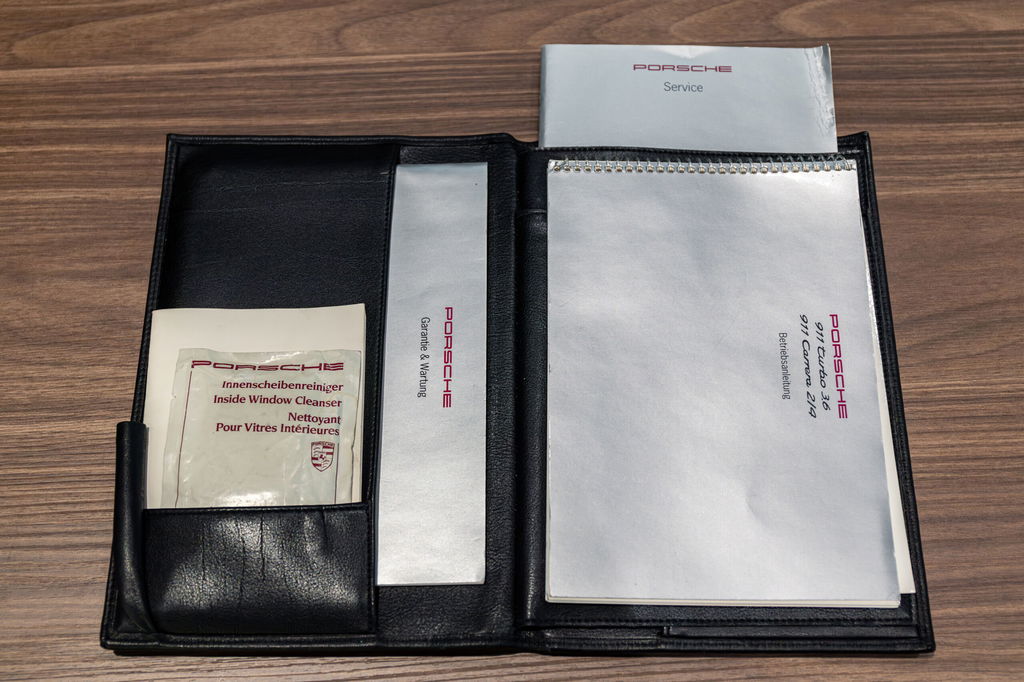 PORSCHE
Service
PORSCHE
Innenscheibenreiniger
Inside Window Cleanser
Nettoyant
Pour Vitres Intérieures
PORSCHE
PORSCHE
Garantie & Wartung
PORSCHE
911 turbo 3.6
911 Carrera 2/4
Betriebsanleitung